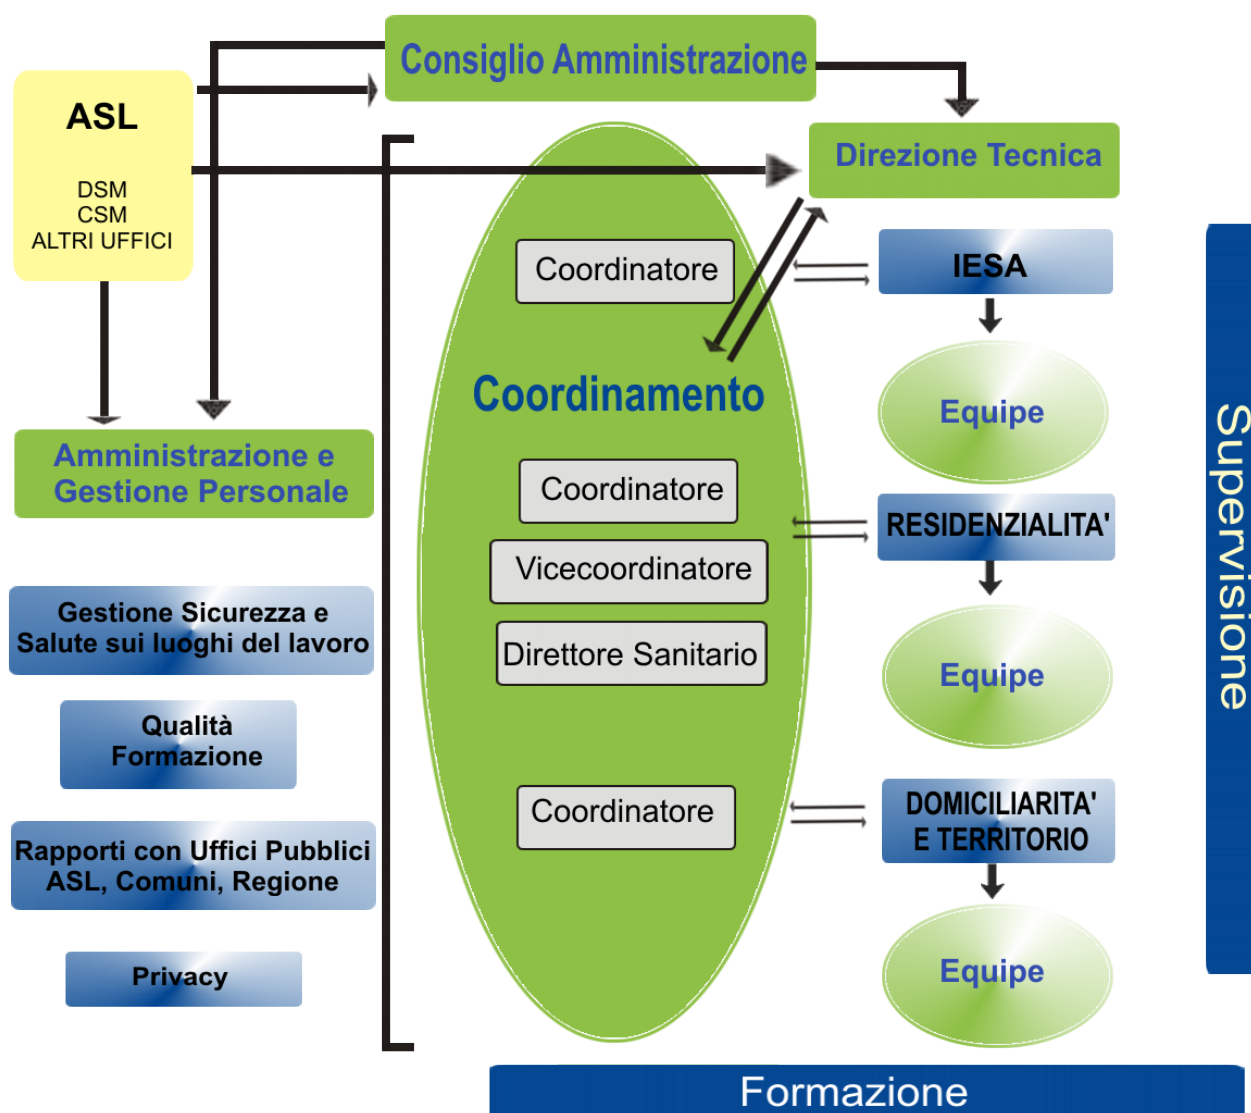 Consiglio Amministrazione
ASL
DSM
CSM
ALTRI UFFICI
Direzione Tecnica
Coordinatore
IESA
Equipe
Coordinamento
Amministrazione e
Gestione Personale
Coordinatore
RESIDENZIALITA'
Vicecoordinatore
Direttore Sanitario
Equipe
Gestione Sicurezza e
Salute sui luoghi del lavoro
Qualità
Formazione
Coordinatore
DOMICILIARITA'
E TERRITORIO
Equipe
Rapporti con Uffici Pubblici
ASL, Comuni, Regione
Privacy
Supervisione
Formazione